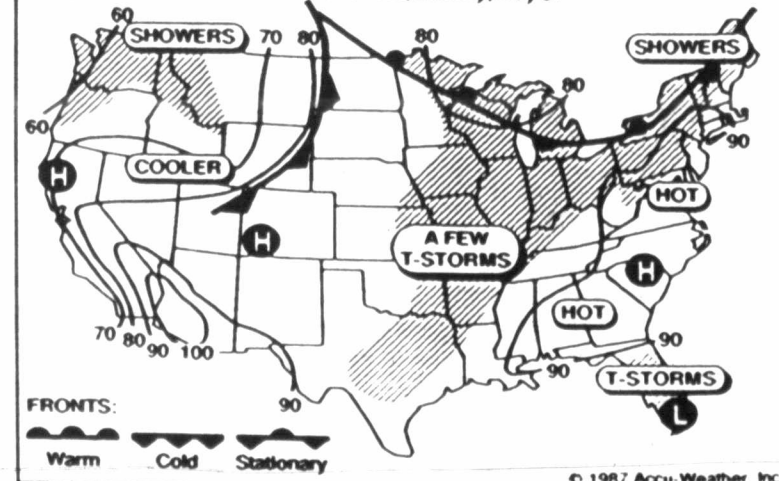 60
SHOWERS
70
80
80
SHOWERS
80
60
90
COOLER
H
HOT
A FEW
T-STORMS
H
H
HOT
70
80
90
100
90
90
T-STORMS
90
L
FRONTS:
Warm
Cold
Stationary
© 1987 Accu-Weather, Inc